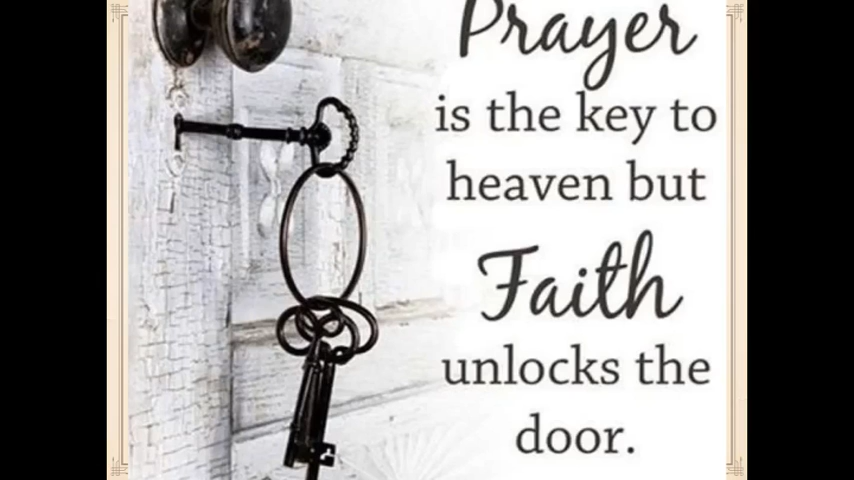 Prayer
is the key to
heaven but
Faith
unlocks the
door.